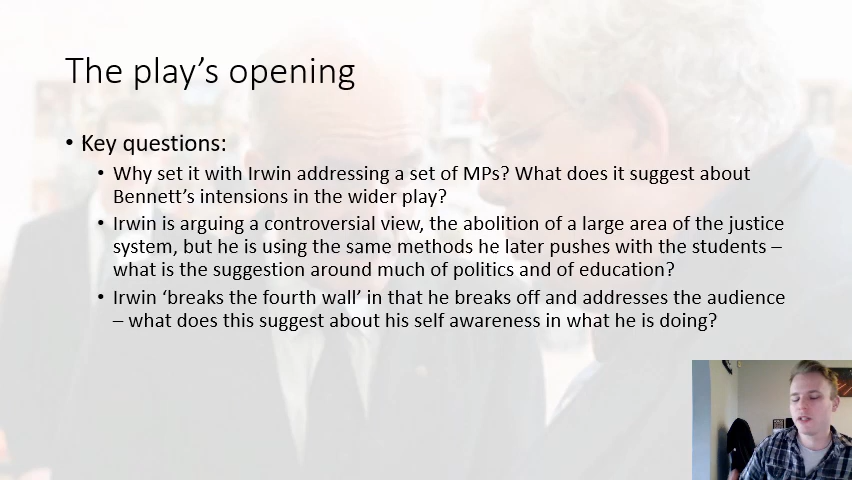 The play's opening
• Key questions:
• Why set it with Irwin addressing a set of MPs? What does it suggest about
Bennett's intensions in the wider play?
• Irwin is arguing a controversial view, the abolition of a large area of the justice
system, but he is using the same methods he later pushes with the students –
what is the suggestion around much of politics and of education?
• Irwin 'breaks the fourth wall' in that he breaks off and addresses the audience
– what does this suggest about his self awareness in what he is doing?